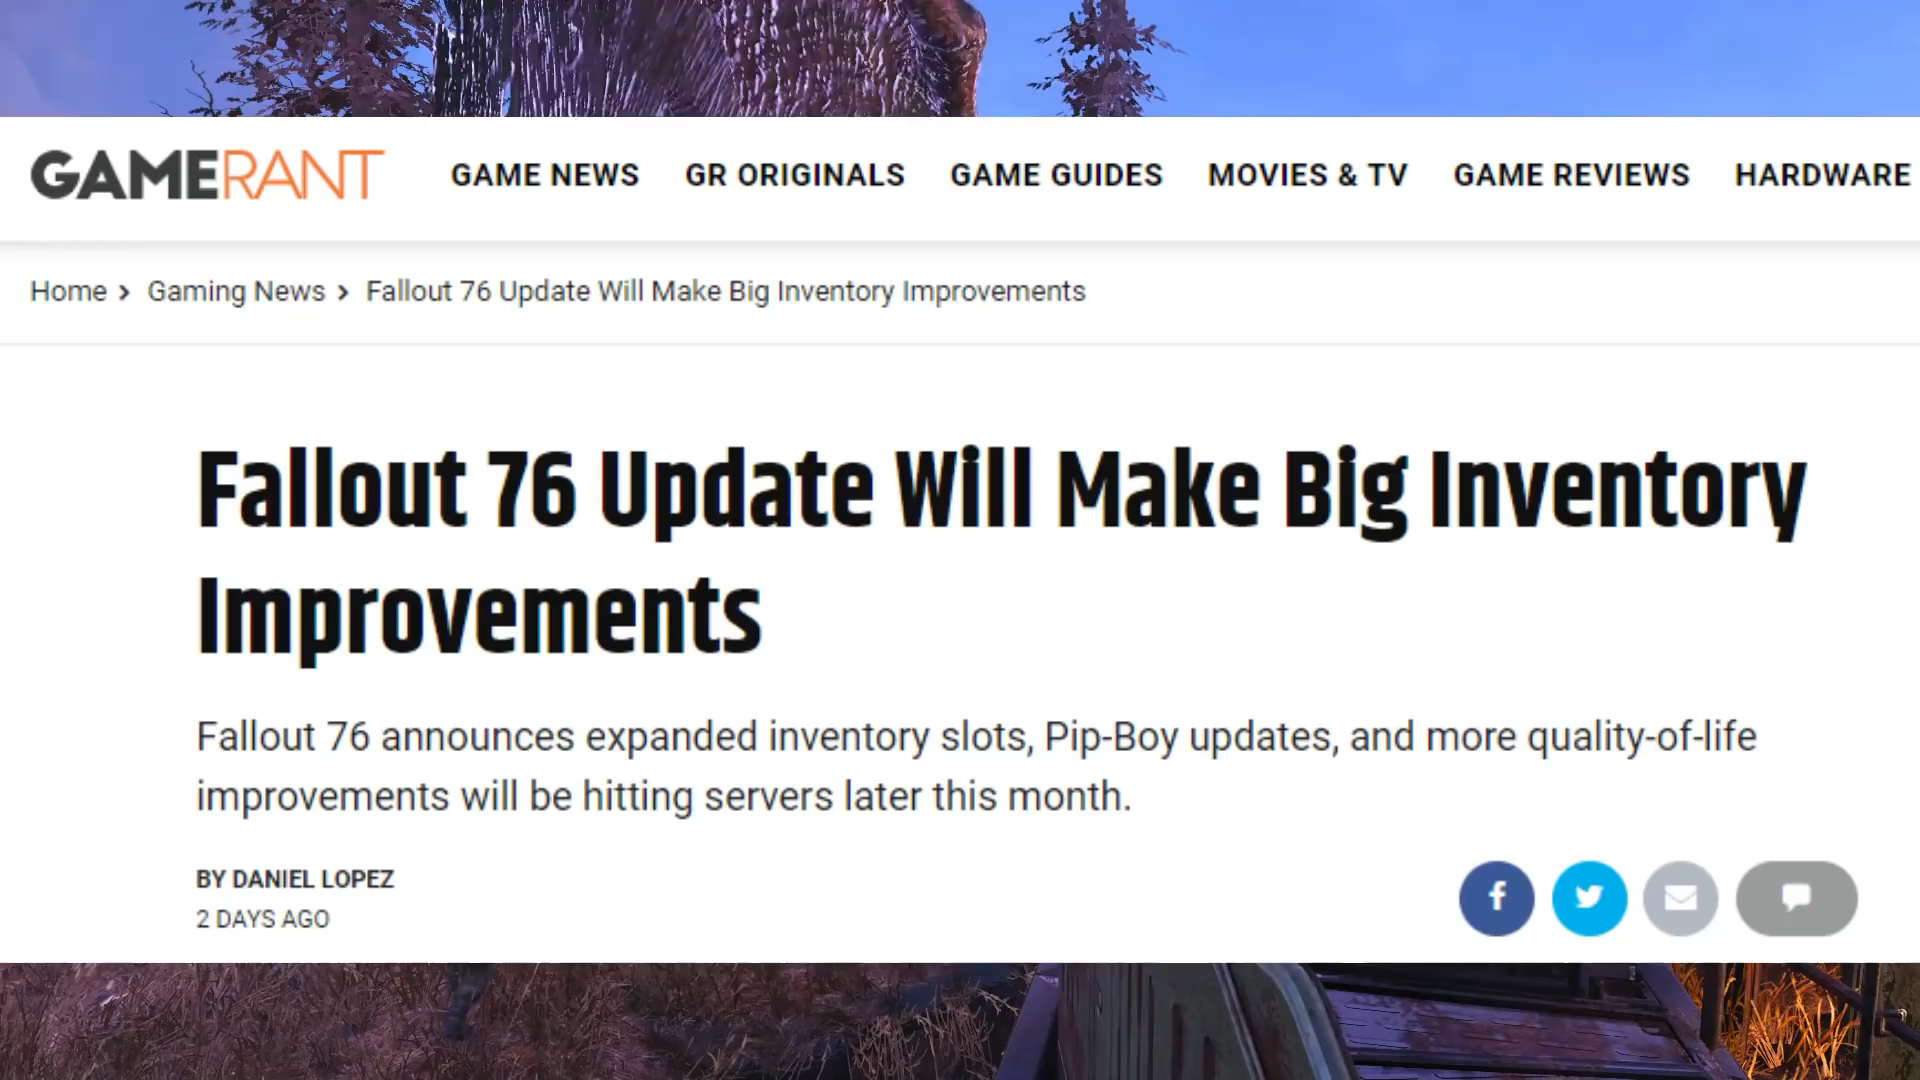 GAMERANT GAME NEWS GR ORIGINALS GAME GUIDES MOVIES & TV GAME REVIEWS HARDWARE
Home > Gaming News > Fallout 76 Update Will Make Big Inventory Improvements
Fallout 76 Update Will Make Big Inventory
Improvements
Fallout 76 announces expanded inventory slots, Pip-Boy updates, and more quality-of-life
improvements will be hitting servers later this month.
BY DANIEL LOPEZ
2 DAYS AGO